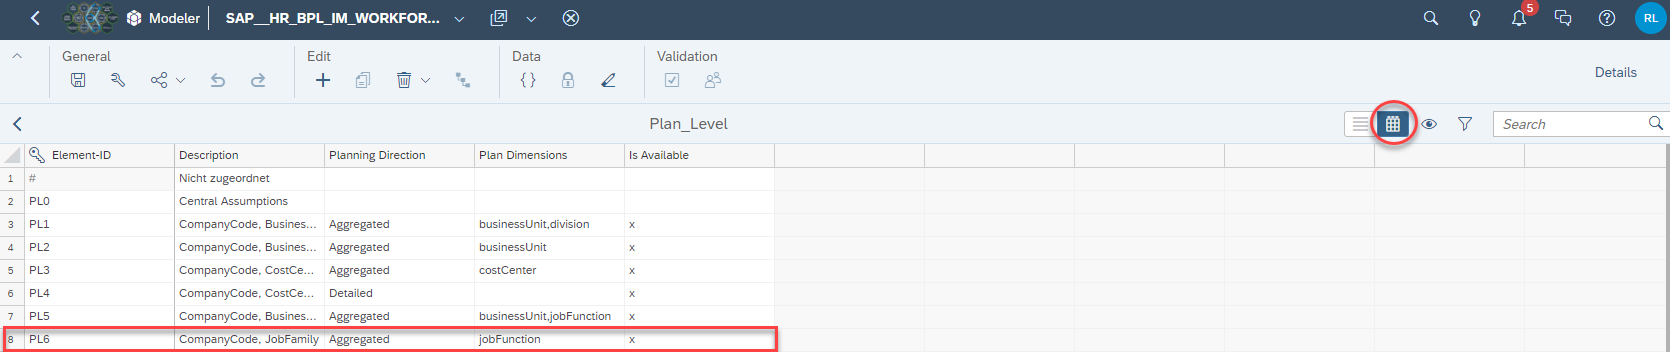 Modeler SAP__HR_BPL_IM_WORKFOR... 5 RL
General Edit Data Validation
Details
Plan_Level Search
Element-ID Description Planning Direction Plan Dimensions Is Available
1 # Nicht zugeordnet
2 PL0 Central Assumptions
3 PL1 CompanyCode, Busines... Aggregated businessUnit,division x
4 PL2 CompanyCode, Busines... Aggregated businessUnit x
5 PL3 CompanyCode, CostCe... Aggregated costCenter x
6 PL4 CompanyCode, CostCe... Detailed x
7 PL5 CompanyCode, Busines... Aggregated businessUnit,jobFunction x
8 PL6 CompanyCode, JobFamily Aggregated jobFunction x